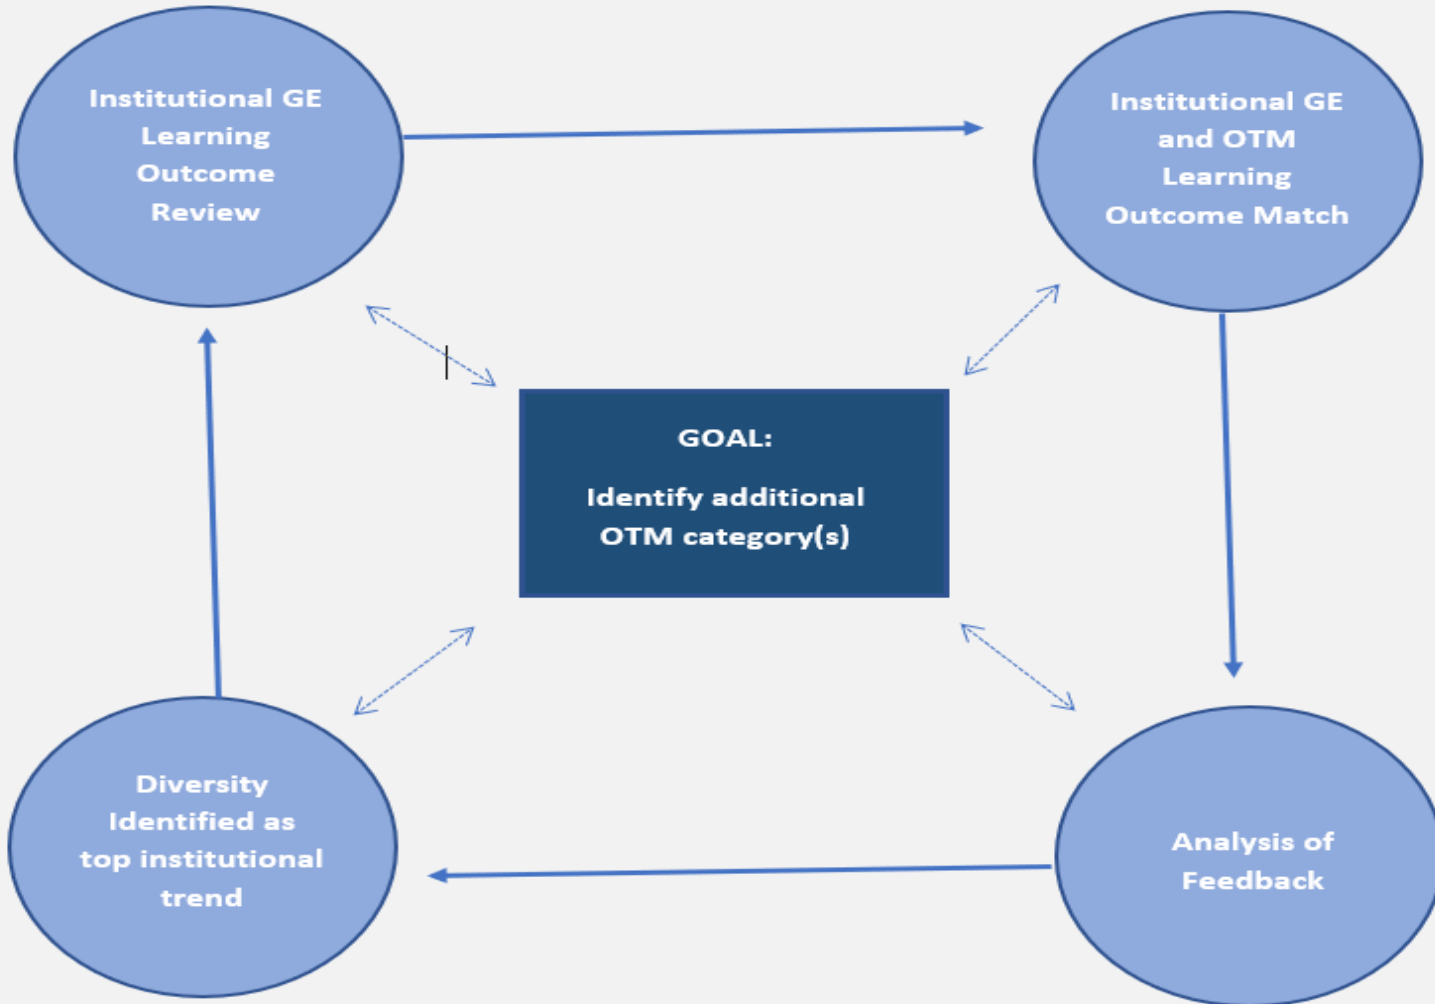 Institutional GE
Learning
Outcome
Review
Institutional GE
and OTM
Learning
Outcome Match
GOAL:
Identify additional
OTM category(s)
Diversity
Identified as
top institutional
trend
Analysis of
Feedback